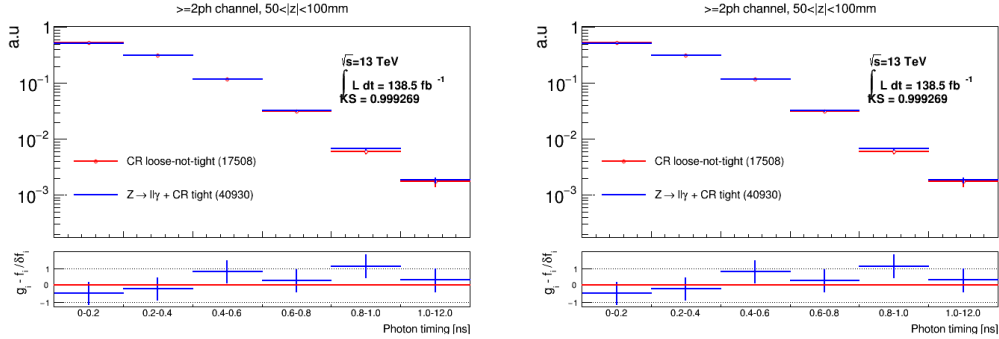 >=2ph channel, 50<|z|<100mm
a.u
1
10⁻¹
10⁻²
10⁻³
√s=13 TeV
∫ L dt = 138.5 fb⁻¹
KS = 0.999269
CR loose-not-tight (17508)
Z → llγ + CR tight (40930)
gᵢ - fᵢ/δfᵢ
1
0
−1
0-0.2 0.2-0.4 0.4-0.6 0.6-0.8 0.8-1.0 1.0-12.0
Photon timing [ns]
>=2ph channel, 50<|z|<100mm
a.u
1
10⁻¹
10⁻²
10⁻³
√s=13 TeV
∫ L dt = 138.5 fb⁻¹
KS = 0.999269
CR loose-not-tight (17508)
Z → llγ + CR tight (40930)
gᵢ - fᵢ/δfᵢ
1
0
−1
0-0.2 0.2-0.4 0.4-0.6 0.6-0.8 0.8-1.0 1.0-12.0
Photon timing [ns]